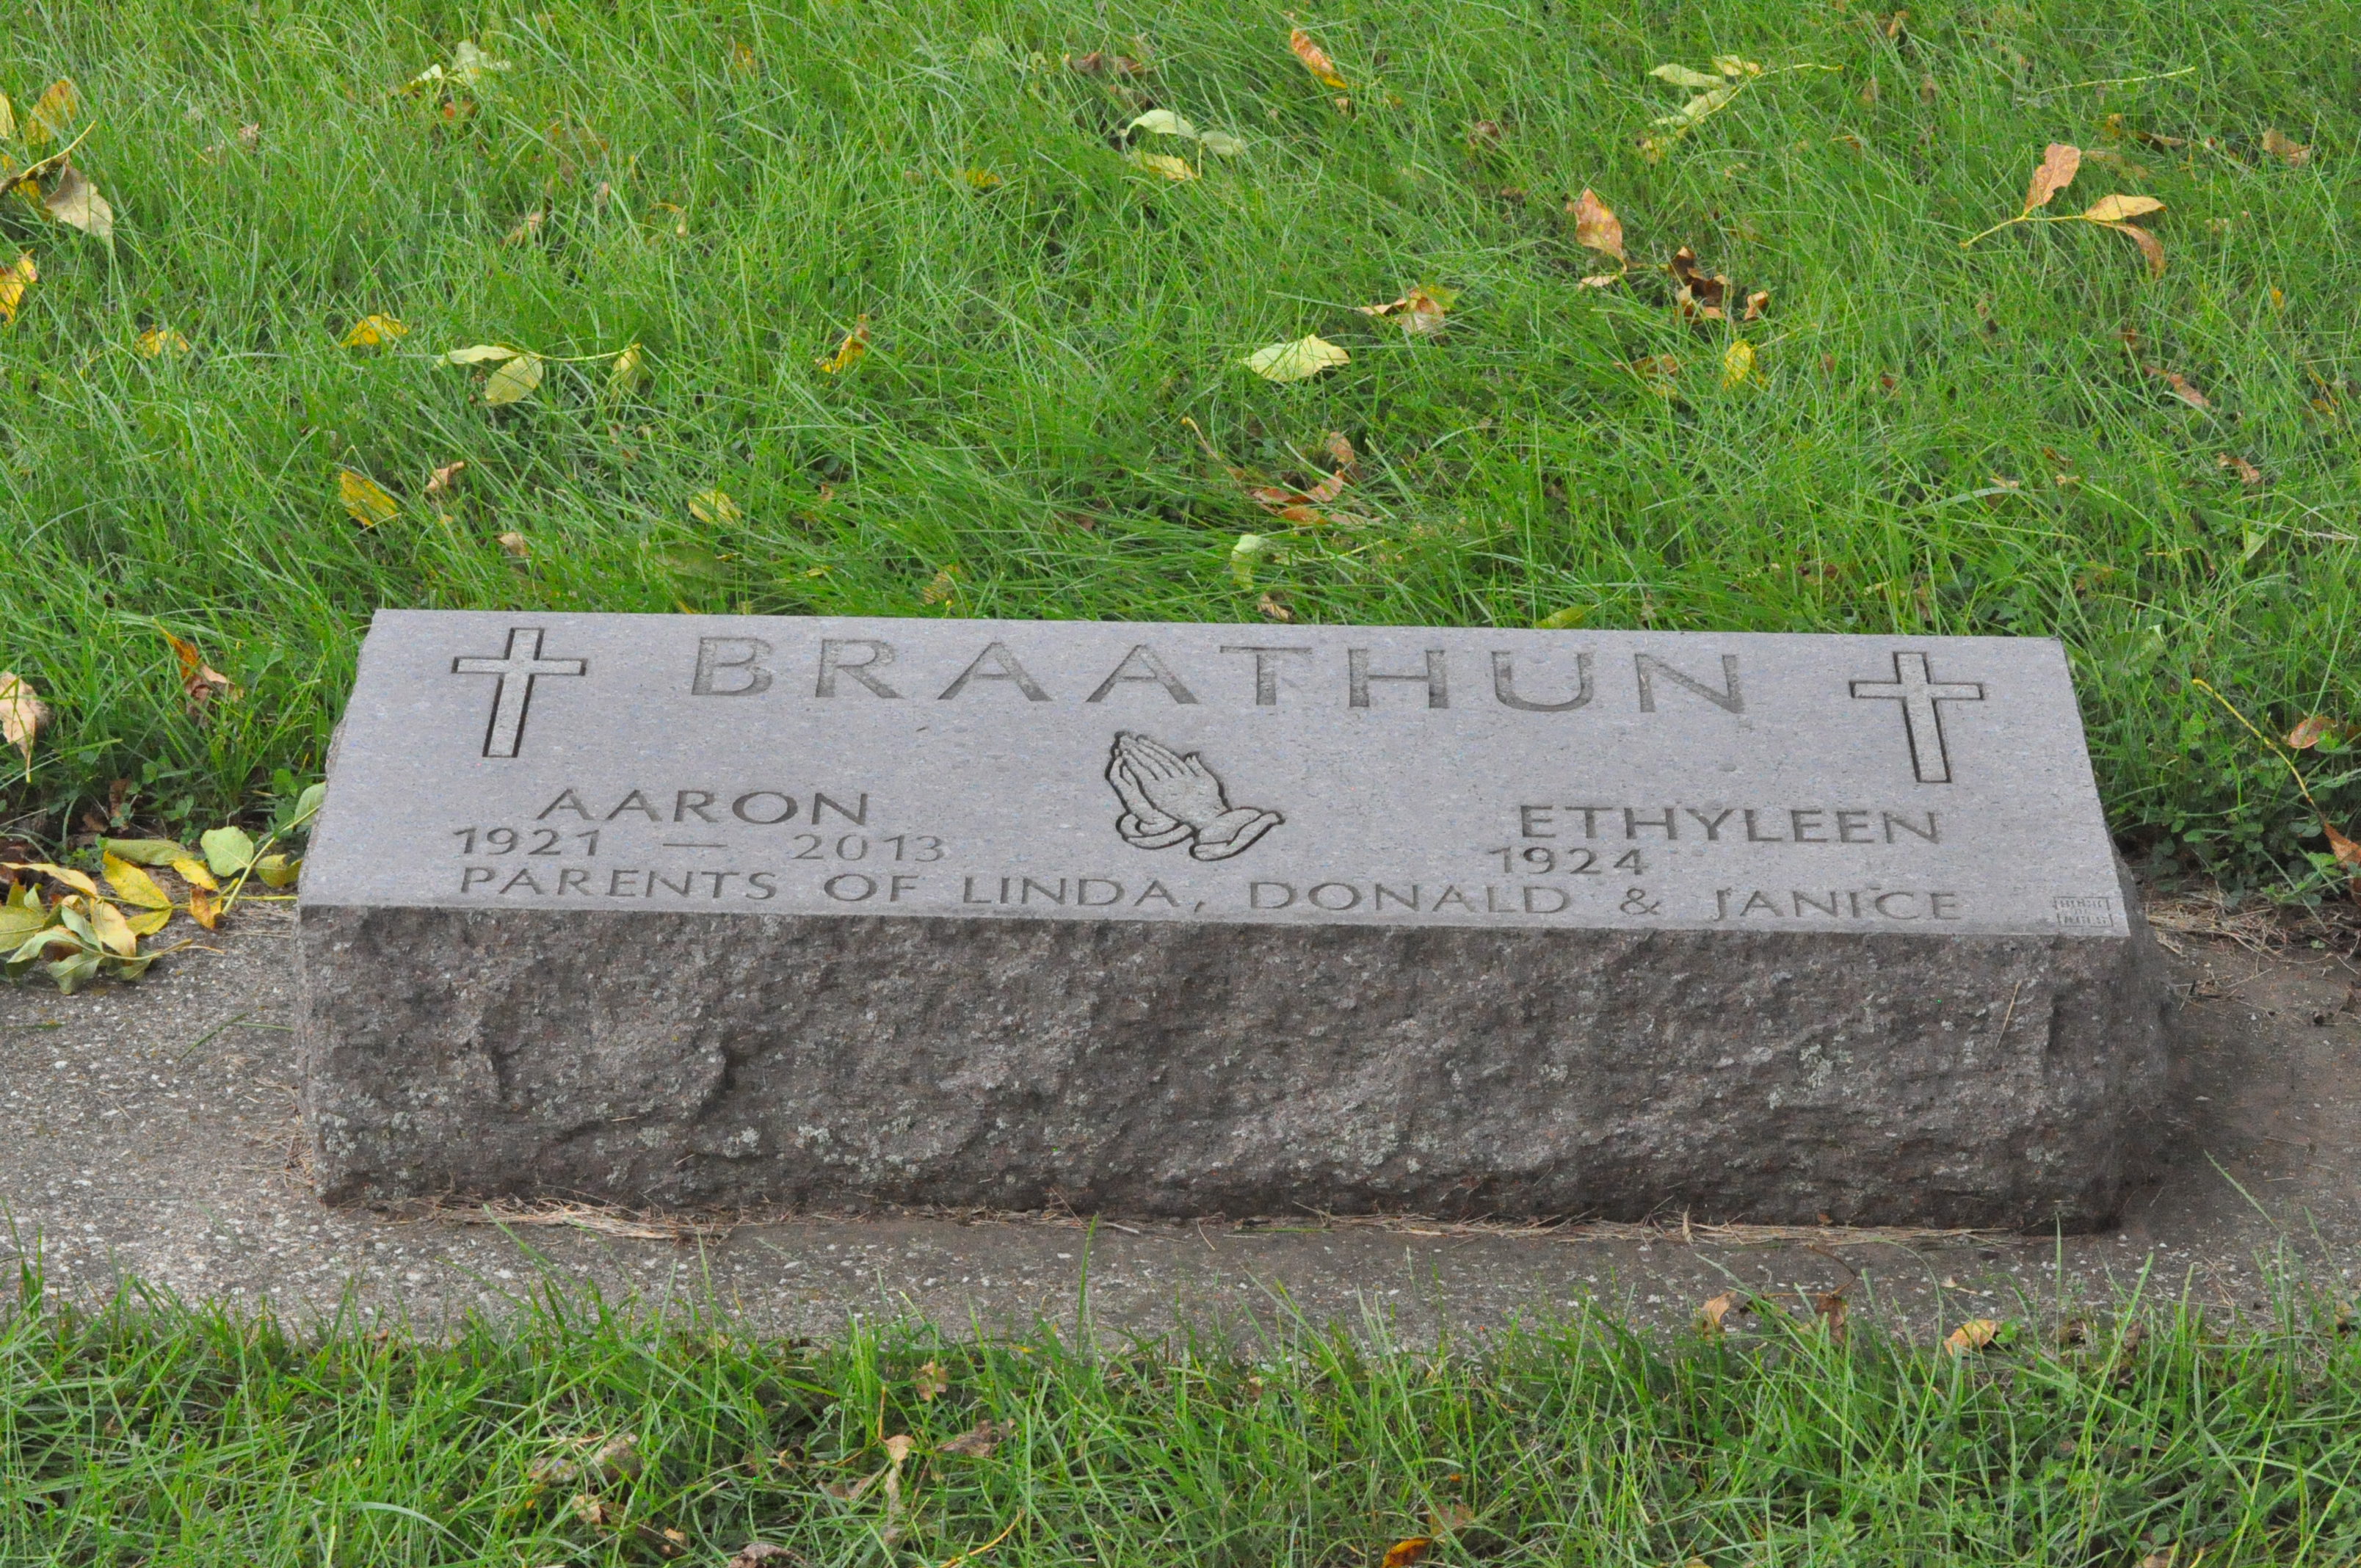 BRAATHUN
AARON
1921 — 2013
ETHYLEEN
1924
PARENTS OF LINDA, DONALD & JANICE